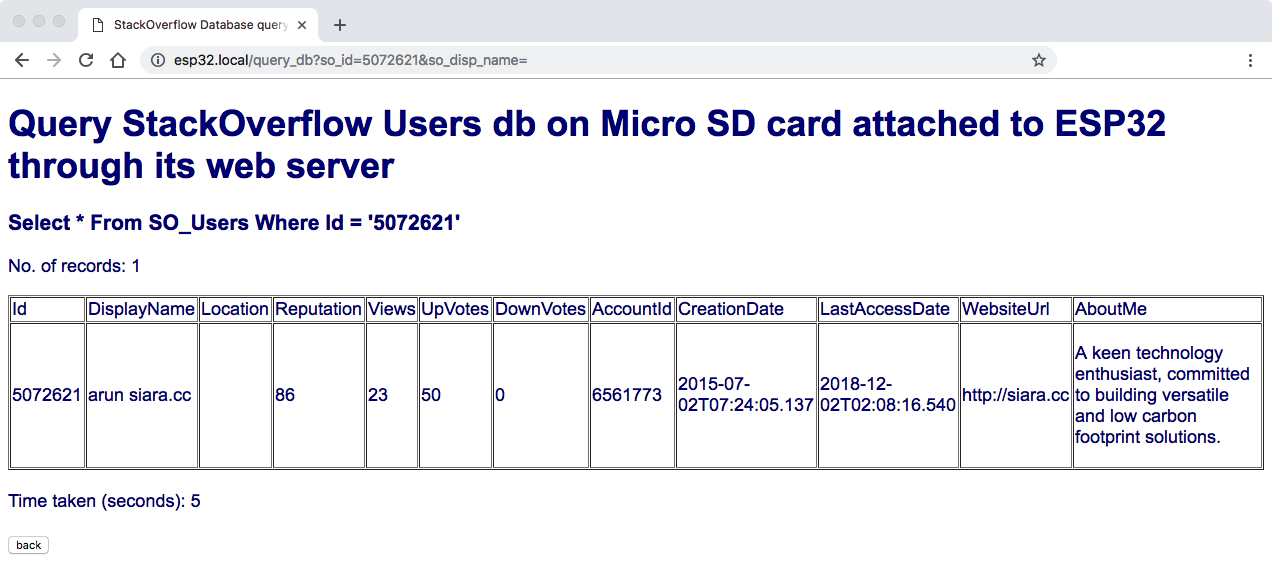 StackOverflow Database query
esp32.local/query_db?so_id=5072621&so_disp_name=
Query StackOverflow Users db on Micro SD card attached to ESP32
through its web server
Select * From SO_Users Where Id = '5072621'
No. of records: 1
Id DisplayName Location Reputation Views UpVotes DownVotes AccountId CreationDate LastAccessDate WebsiteUrl AboutMe
5072621 arun siara.cc 86 23 50 0 6561773 2015-07-02T07:24:05.137 2018-12-02T02:08:16.540 http://siara.cc A keen technology
enthusiast, committed
to building versatile
and low carbon
footprint solutions.
Time taken (seconds): 5
back